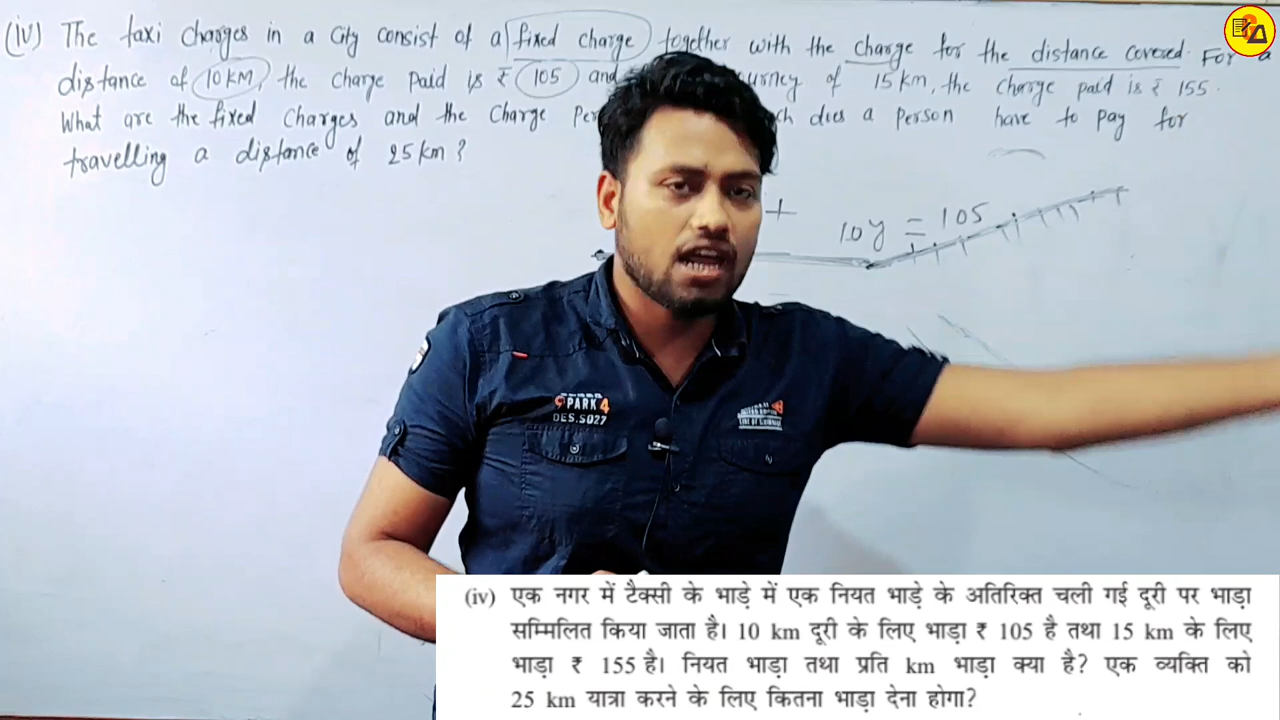 (iv) The taxi charges in a city consist of a fixed charge together with the charge for the distance covered. For a
distance of 10 KM, the charge paid is ₹ 105 and journey of 15 km, the charge paid is ₹ 155.
What are the fixed charges and the charge per does a person have to pay for
travelling a distance of 25 km ?
+ 10y = 105
PARK 4
DES.S027
(iv) एक नगर में टैक्सी के भाड़े में एक नियत भाड़े के अतिरिक्त चली गई दूरी पर भाड़ा
सम्मिलित किया जाता है। 10 km दूरी के लिए भाड़ा ₹ 105 है तथा 15 km के लिए
भाड़ा ₹ 155 है। नियत भाड़ा तथा प्रति km भाड़ा क्या है? एक व्यक्ति को
25 km यात्रा करने के लिए कितना भाड़ा देना होगा?